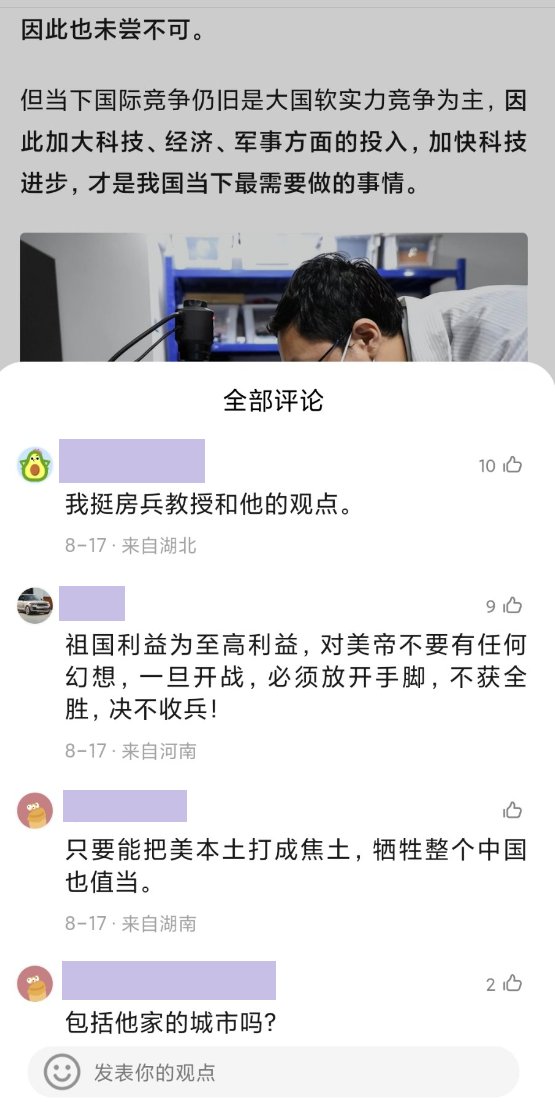 因此也未尝不可。
但当下国际竞争仍旧是大国软实力竞争为主，因
此加大科技、经济、军事方面的投入，加快科技
进步，才是我国当下最需要做的事情。
全部评论
10
我挺房兵教授和他的观点。
8-17 · 来自湖北
9
祖国利益为至高利益，对美帝不要有任何
幻想，一旦开战，必须放开手脚，不获全
胜，决不收兵！
8-17 · 来自河南
只要能把美本土打成焦土，牺牲整个中国
也值当。
8-17 · 来自湖南
2
包括他家的城市吗？
发表你的观点